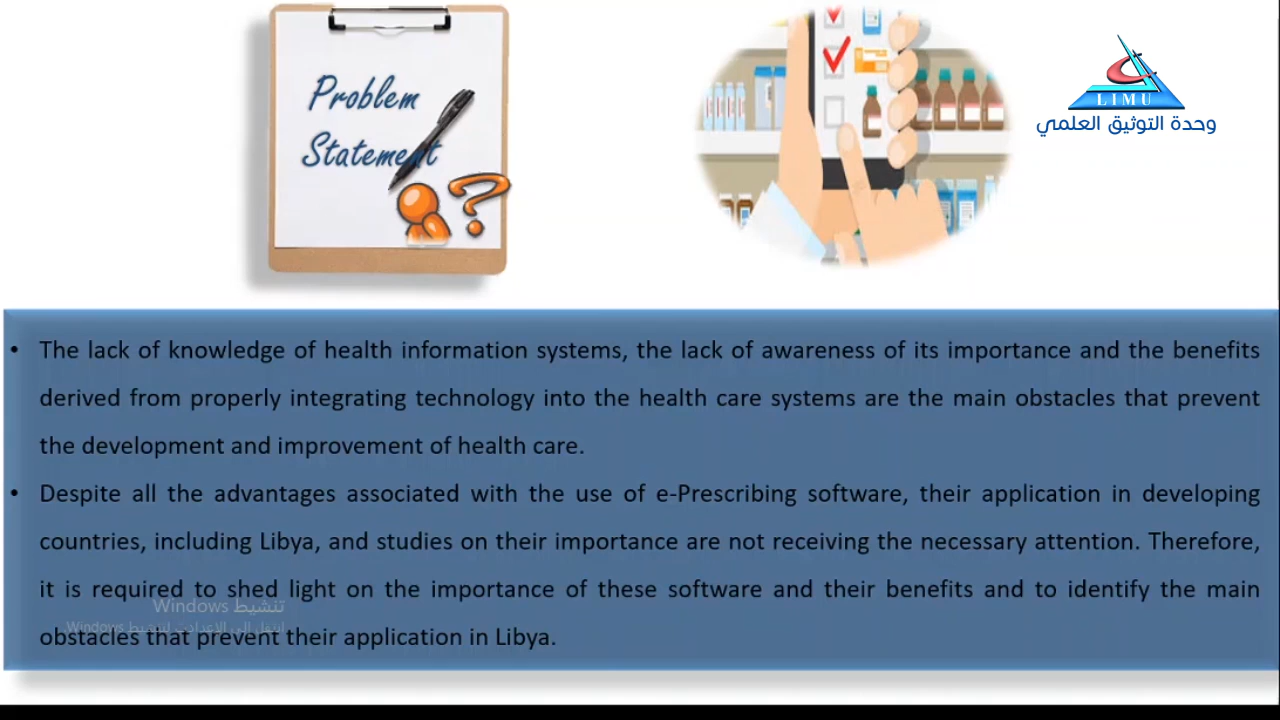 Problem
Statement
LIMU
وحدة التوثيق العلمي
• The lack of knowledge of health information systems, the lack of awareness of its importance and the benefits
derived from properly integrating technology into the health care systems are the main obstacles that prevent
the development and improvement of health care.
• Despite all the advantages associated with the use of e-Prescribing software, their application in developing
countries, including Libya, and studies on their importance are not receiving the necessary attention. Therefore,
it is required to shed light on the importance of these software and their benefits and to identify the main
obstacles that prevent their application in Libya.
تنشيط Windows
انتقل إلى الإعدادات لتنشيط Windows